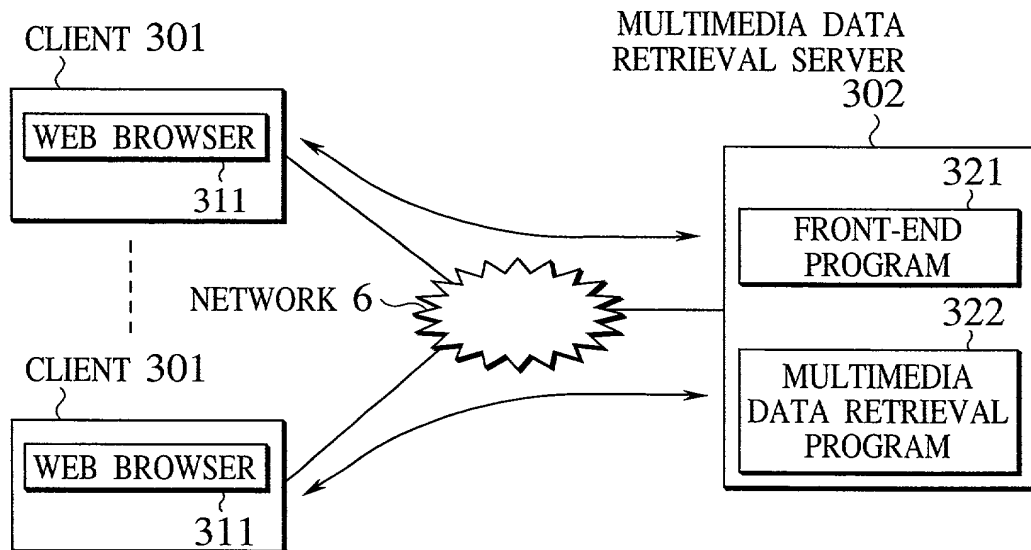 CLIENT 301
WEB BROWSER
311
MULTIMEDIA DATA
RETRIEVAL SERVER
302
321
FRONT-END
PROGRAM
NETWORK 6
322
MULTIMEDIA
DATA RETRIEVAL
PROGRAM
CLIENT 301
WEB BROWSER
311